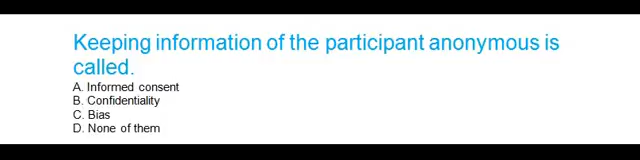 Keeping information of the participant anonymous is
called.
A. Informed consent
B. Confidentiality
C. Bias
D. None of them